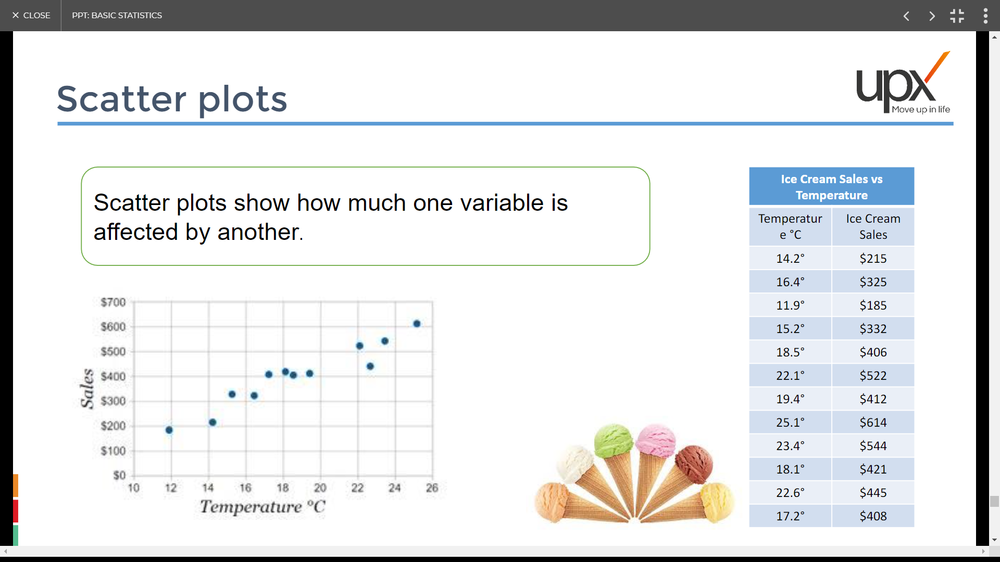 CLOSE
PPT: BASIC STATISTICS
upx
Move up in life
Scatter plots
Scatter plots show how much one variable is
affected by another.
Ice Cream Sales vs
Temperature
Temperatur
e °C
Ice Cream
Sales
14.2° $215
16.4° $325
11.9° $185
15.2° $332
18.5° $406
22.1° $522
19.4° $412
25.1° $614
23.4° $544
18.1° $421
22.6° $445
17.2° $408
$700
$600
$500
$400
$300
$200
$100
$0
Sales
10 12 14 16 18 20 22 24 26
Temperature °C